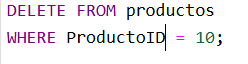 DELETE FROM productos
WHERE ProductoID = 10;